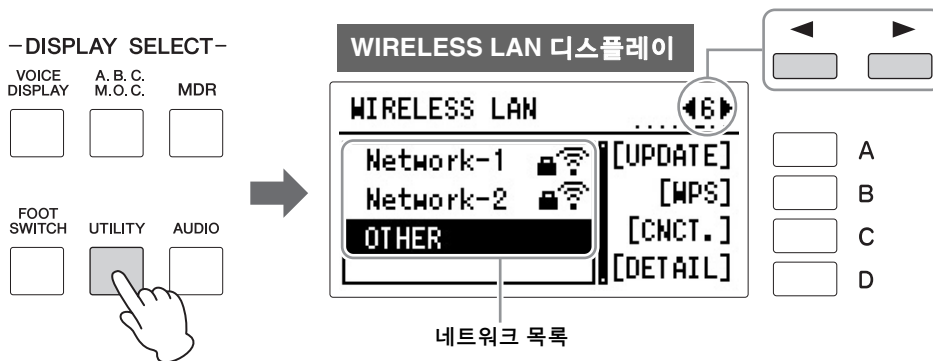 -DISPLAY SELECT-
VOICE DISPLAY
A. B. C. M. O. C.
MDR
FOOT SWITCH
UTILITY
AUDIO
WIRELESS LAN 디스플레이
WIRELESS LAN
6
Network-1
Network-2
OTHER
[UPDATE]
[WPS]
[CNCT.]
[DETAIL]
A
B
C
D
네트워크 목록